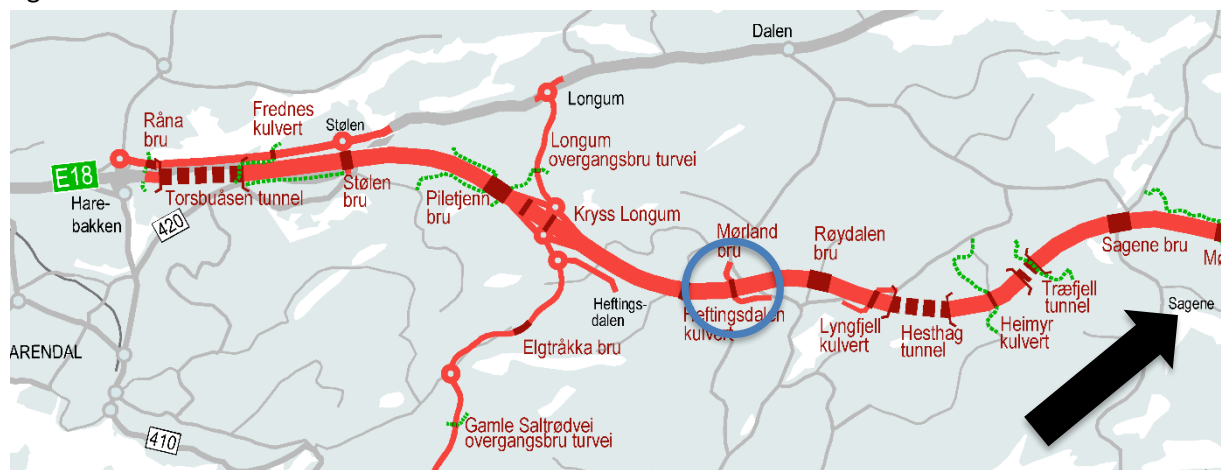 Dalen
Råna
bru
Frednes
kulvert
Stølen
Longum
Longum
overgangsbru turvei
E18
Torsbuåsen tunnel
Stølen
bru
Piletjenn
bru
Hare-
bakken
420
Kryss Longum
Mørland
bru
Røydalen
bru
Sagene bru
Træfjell
tunnel
Sagene
Heftings-
dalen
Heftingsdalen
kulvert
Lyngfjell
kulvert
Hesthag
tunnel
Heimyr
kulvert
ARENDAL
Elgtråkka bru
Gamle Saltrødvei
overgangsbru turvei
410